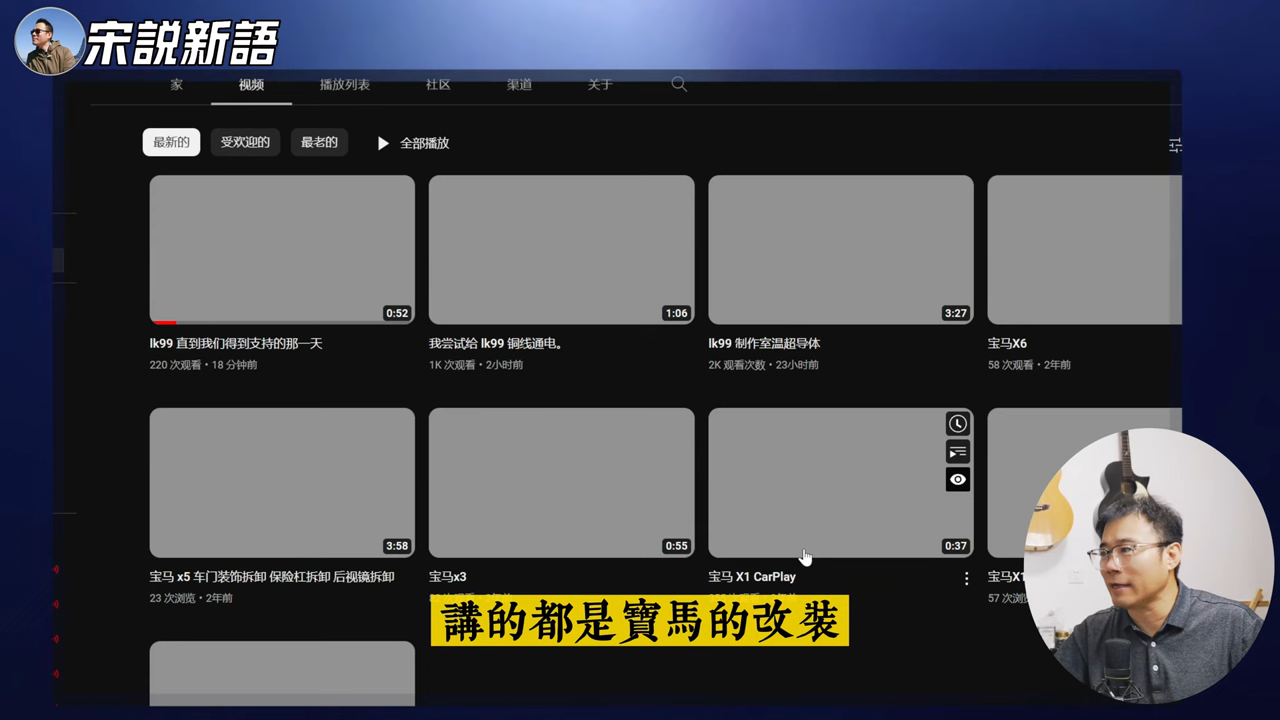 宋説新語
家 视频 播放列表 社区 渠道 关于
最新的 受欢迎的 最老的 全部播放
0:52 1:06 3:27
lk99 直到我们得到支持的那一天 我尝试给 lk99 铜线通电。 lk99 制作室温超导体 宝马X6
220 次观看・18 分钟前 1K 次观看・2小时前 2K 观看次数・23小时前 58 次观看・2年前
3:58 0:55 0:37
宝马 x5 车门装饰拆卸 保险杠拆卸 后视镜拆卸 宝马x3 宝马 X1 CarPlay 宝马X1
23 次浏览・2年前 57 次浏
講的都是寶馬的改裝